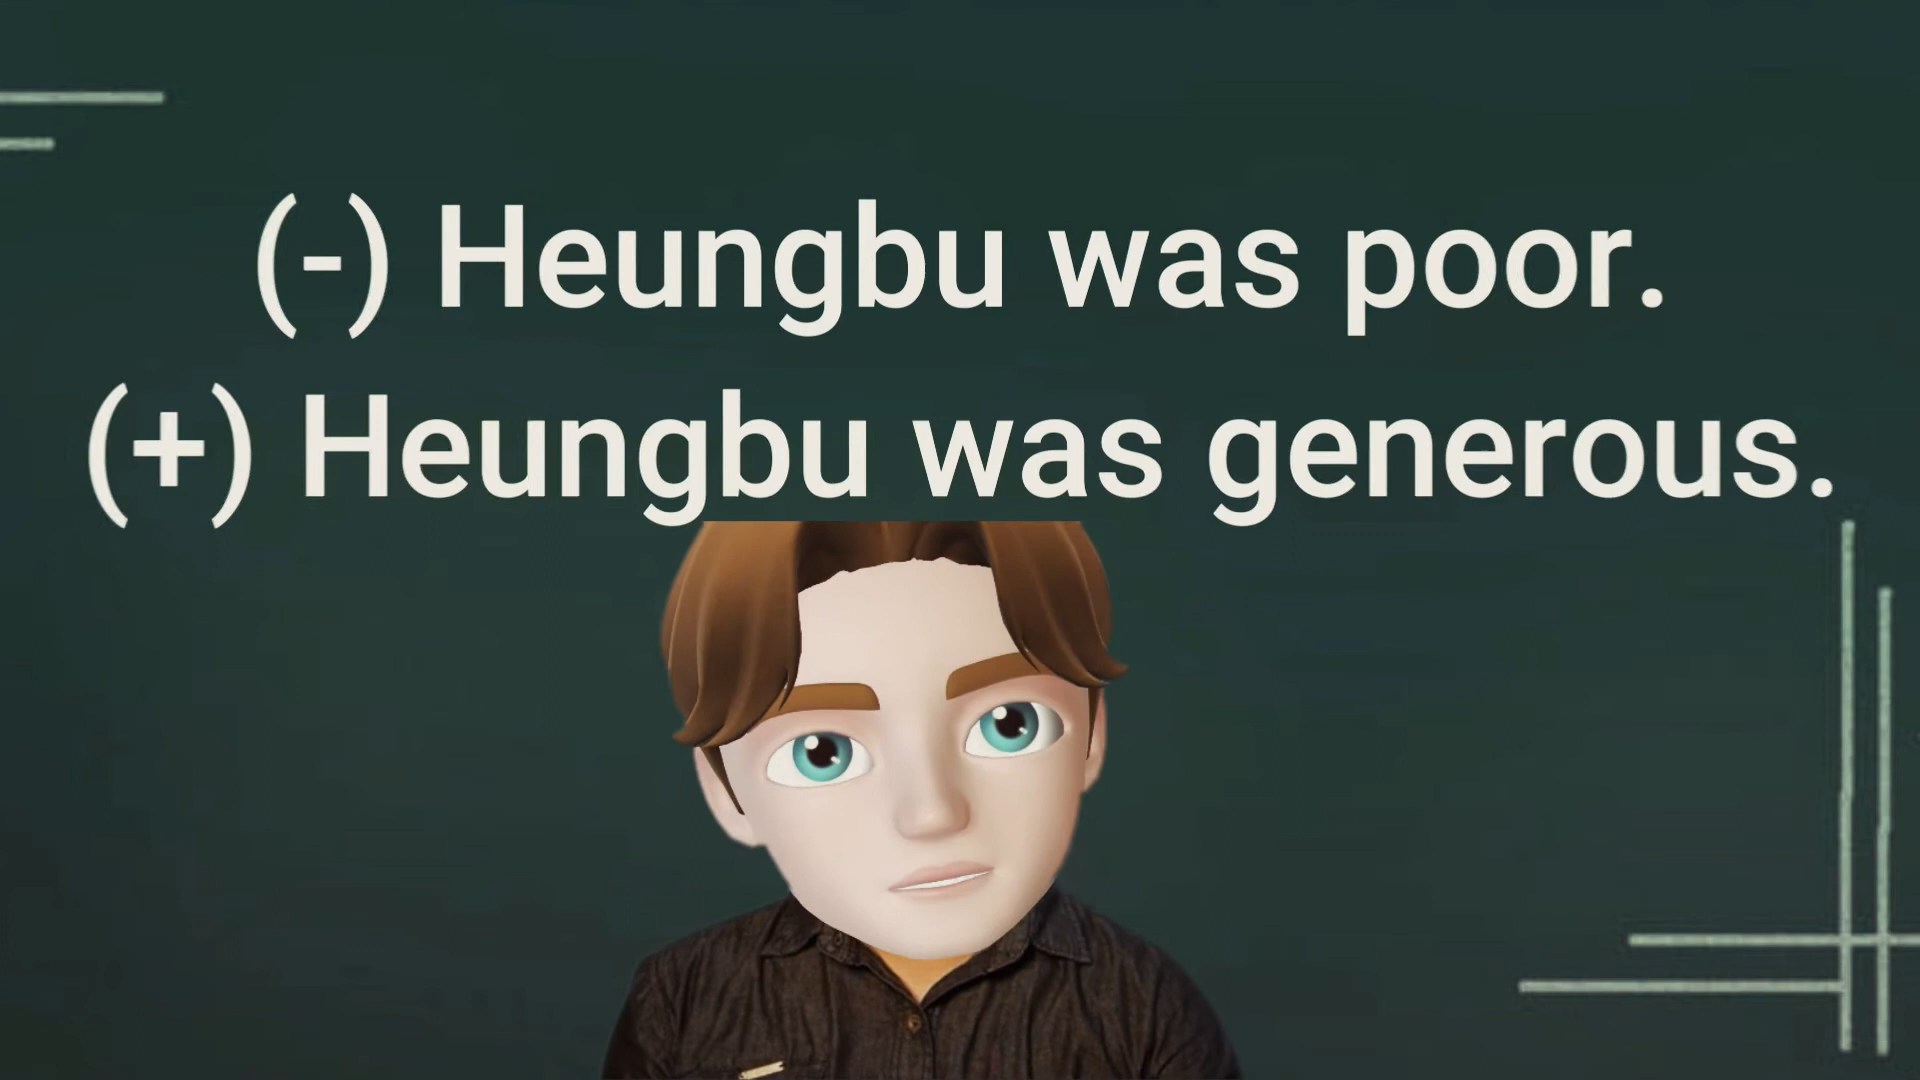 (-) Heungbu was poor.
(+) Heungbu was generous.